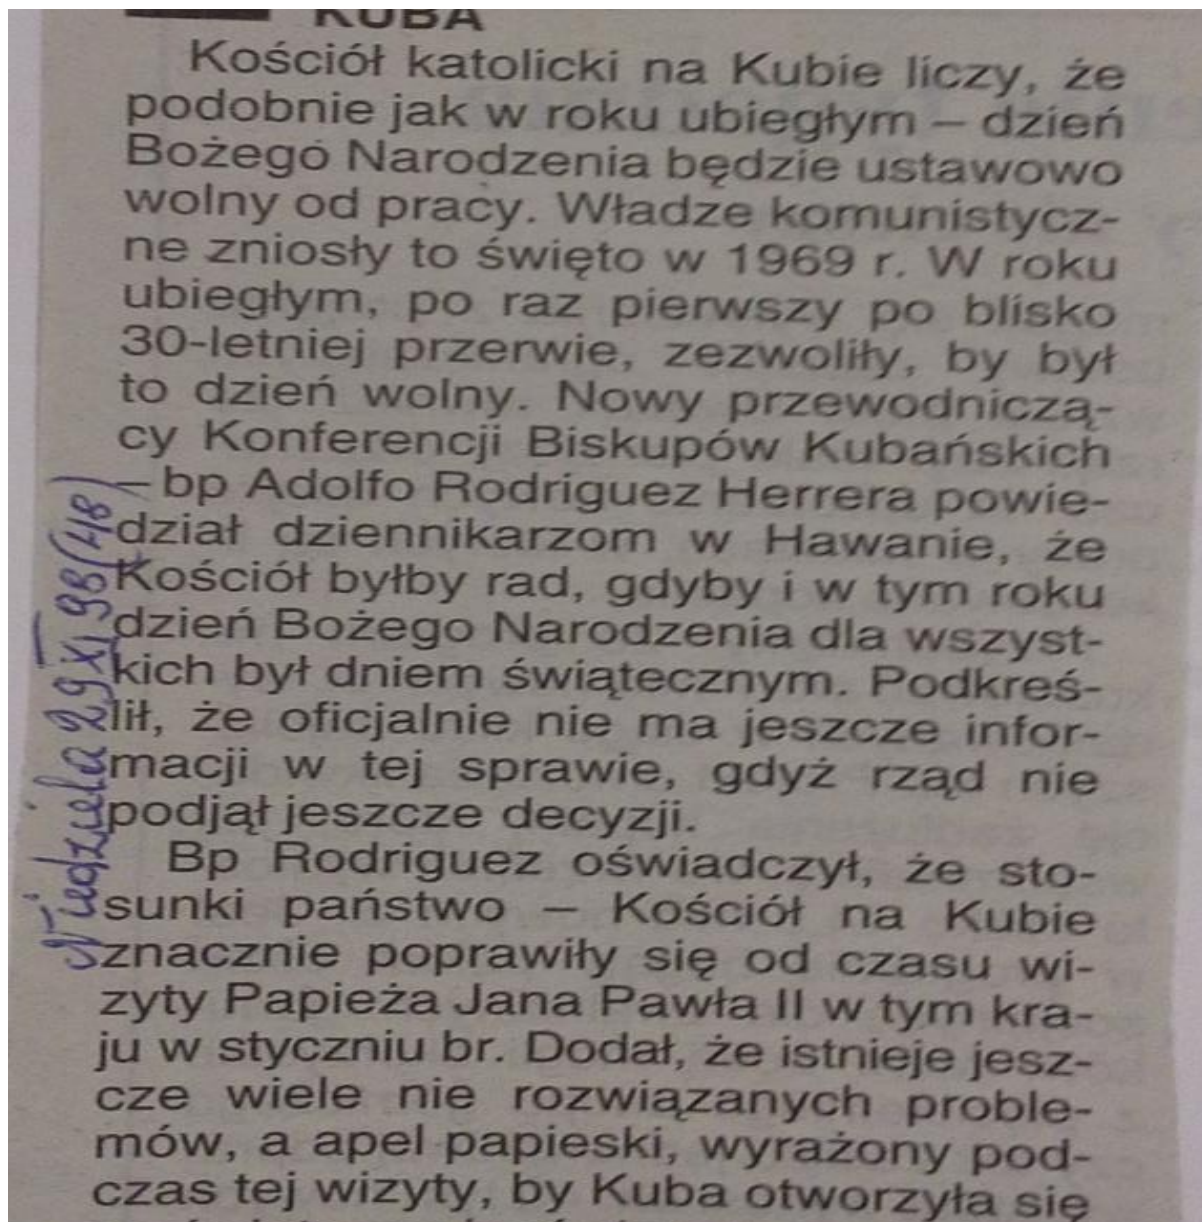 KUBA
Kościół katolicki na Kubie liczy, że
podobnie jak w roku ubiegłym – dzień
Bożego Narodzenia będzie ustawowo
wolny od pracy. Władze komunistycz-
ne zniosły to święto w 1969 r. W roku
ubiegłym, po raz pierwszy po blisko
30-letniej przerwie, zezwoliły, by był
to dzień wolny. Nowy przewodniczą-
cy Konferencji Biskupów Kubańskich
– bp Adolfo Rodriguez Herrera powie-
dział dziennikarzom w Hawanie, że
Kościół byłby rad, gdyby i w tym roku
dzień Bożego Narodzenia dla wszyst-
kich był dniem świątecznym. Podkreś-
lił, że oficjalnie nie ma jeszcze infor-
macji w tej sprawie, gdyż rząd nie
podjął jeszcze decyzji.
Bp Rodriguez oświadczył, że sto-
sunki państwo – Kościół na Kubie
znacznie poprawiły się od czasu wi-
zyty Papieża Jana Pawła II w tym kra-
ju w styczniu br. Dodał, że istnieje jesz-
cze wiele nie rozwiązanych proble-
mów, a apel papieski, wyrażony pod-
czas tej wizyty, by Kuba otworzyła się
Niedziela 29 XI 98 (48)